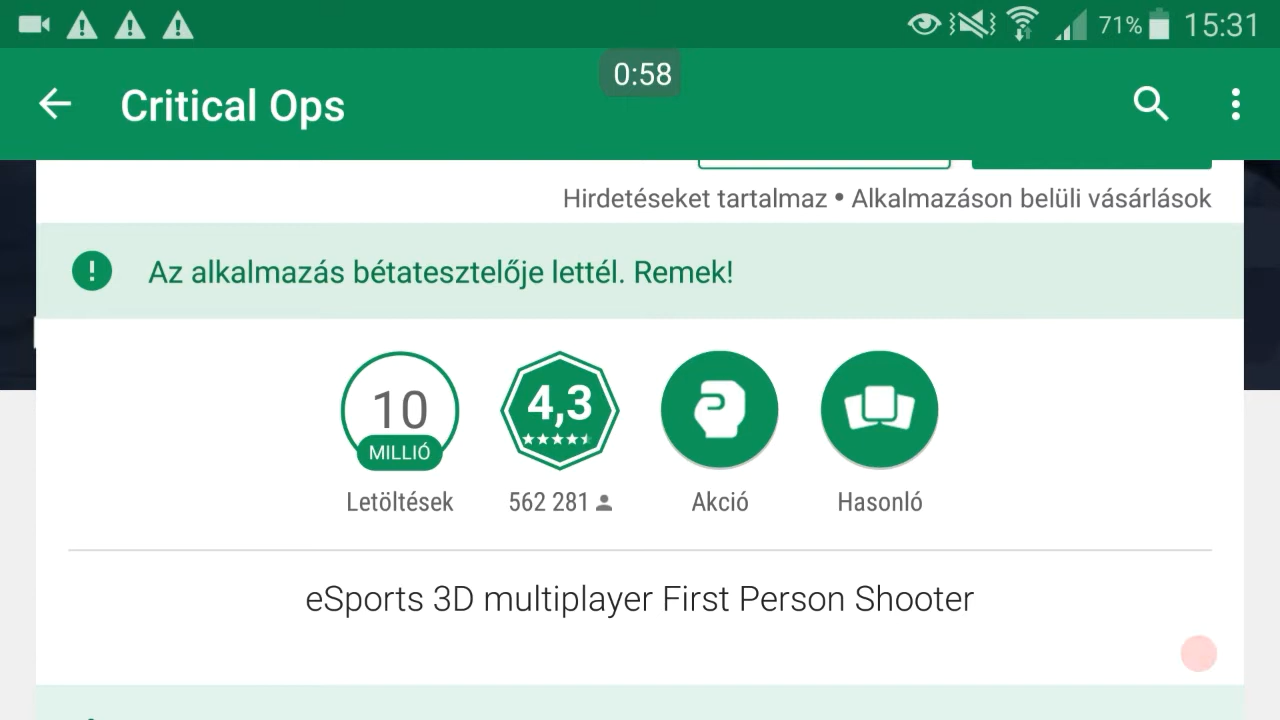 71% 15:31
0:58
Critical Ops
Hirdetéseket tartalmaz • Alkalmazáson belüli vásárlások
Az alkalmazás bétatesztelője lettél. Remek!
10
MILLIÓ
4,3
Letöltések
562 281
Akció
Hasonló
eSports 3D multiplayer First Person Shooter